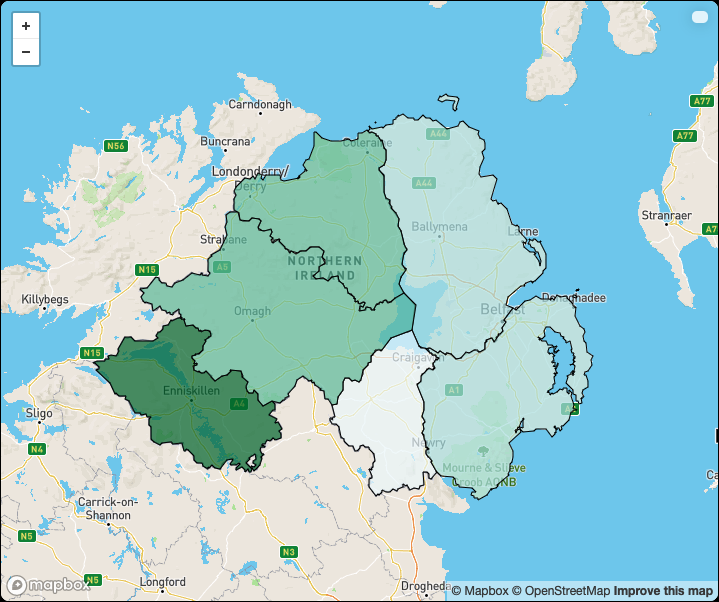 +
−
A77
Carndonagh
A77
A44
N56
Buncrana
Coleraine
Londonderry/
Derry
A44
Stranraer
Strabane
Ballymena
Larne
NORTHERN
IRELAND
A5
N15
Killybegs
Donaghadee
Omagh
Belfast
N15
Craigavon
Enniskillen
A1
A4
Sligo
Newry
N4
Mourne & Slieve
Croob AONB
Carrick-on-
Shannon
N5
N3
N5
Longford
Drogheda
mapbox
© Mapbox © OpenStreetMap Improve this map